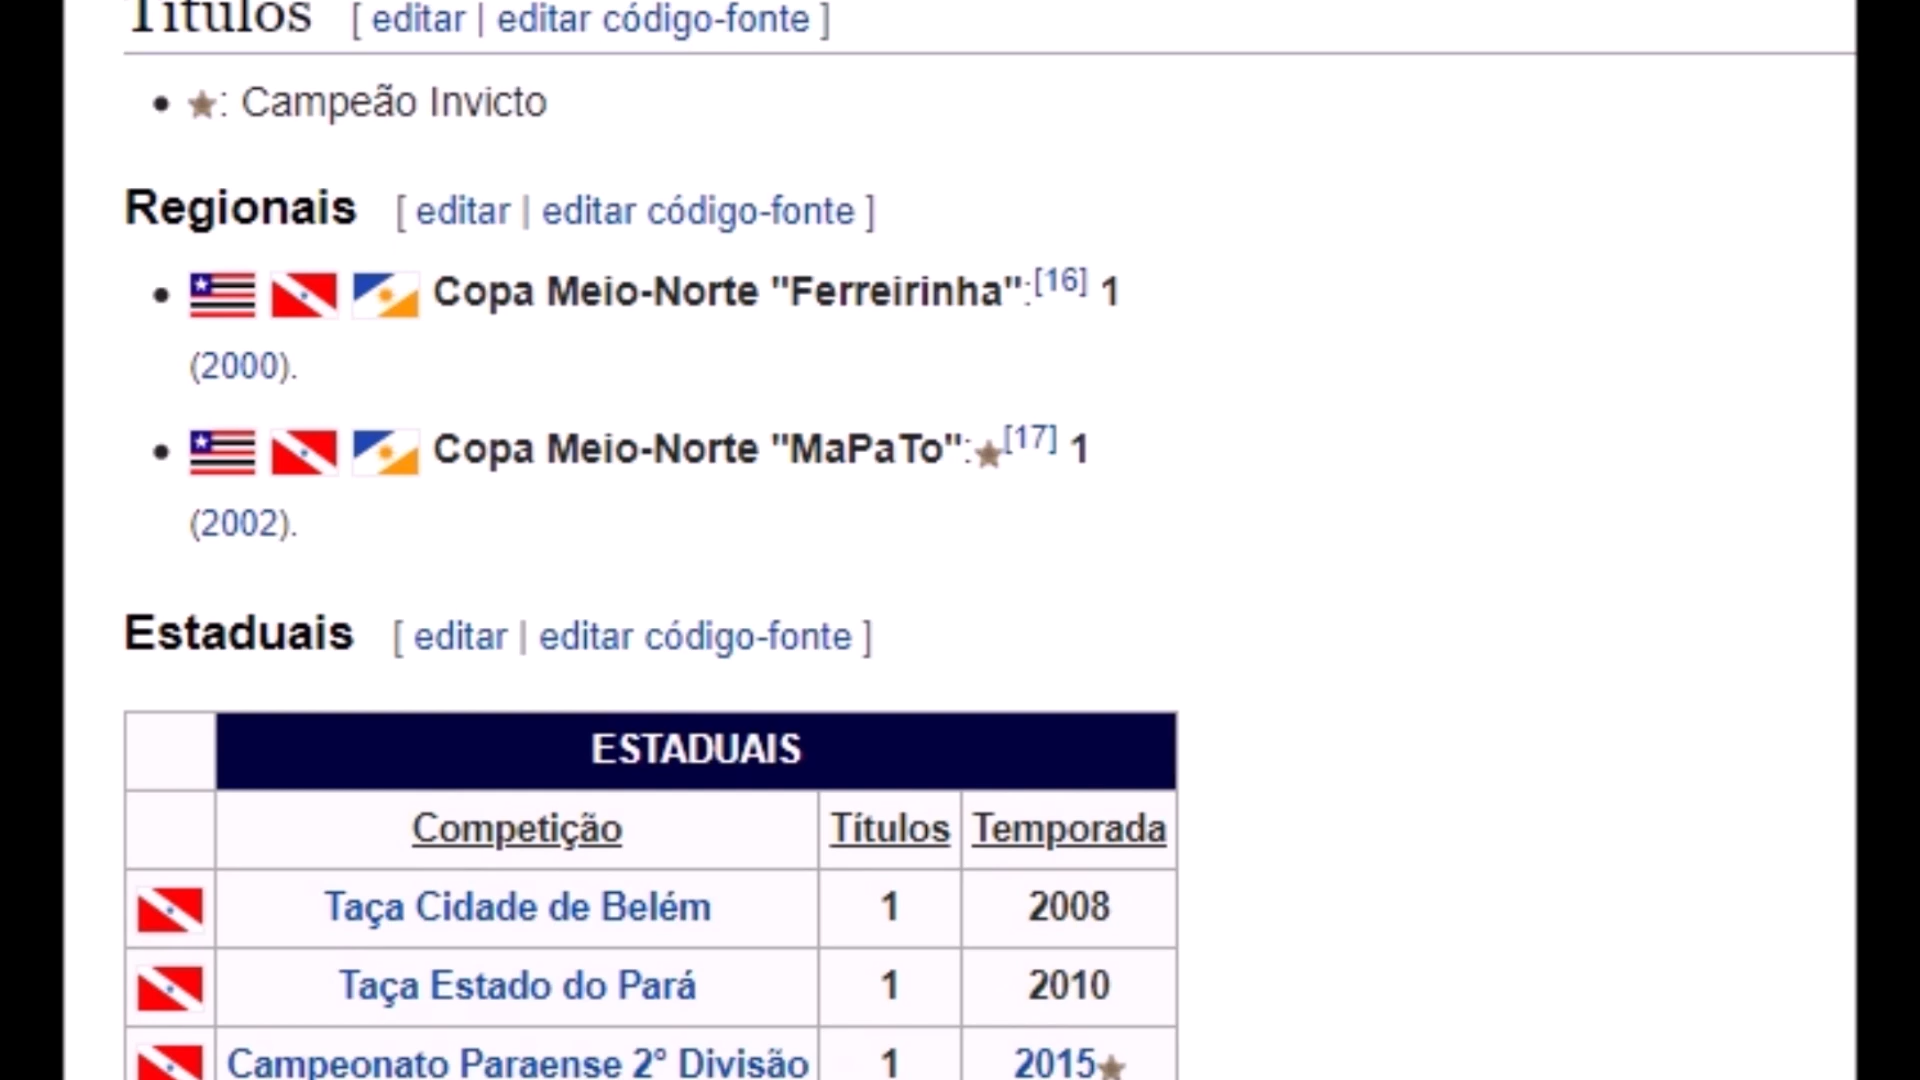 Títulos [ editar | editar código-fonte ]
★: Campeão Invicto
Regionais [ editar | editar código-fonte ]
Copa Meio-Norte "Ferreirinha":[16] 1
(2000).
Copa Meio-Norte "MaPaTo":★[17] 1
(2002).
Estaduais [ editar | editar código-fonte ]
ESTADUAIS
Competição Títulos Temporada
Taça Cidade de Belém 1 2008
Taça Estado do Pará 1 2010
Campeonato Paraense 2° Divisão 1 2015★